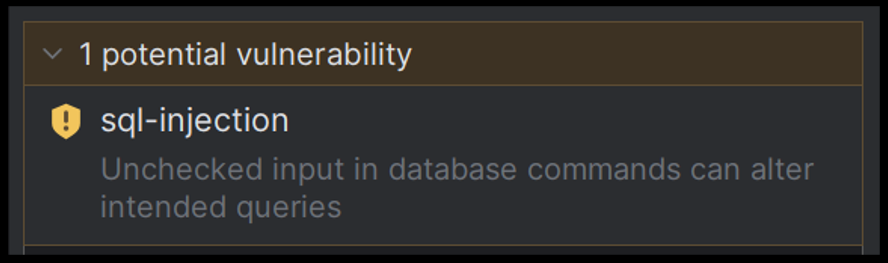 1 potential vulnerability
sql-injection
Unchecked input in database commands can alter
intended queries